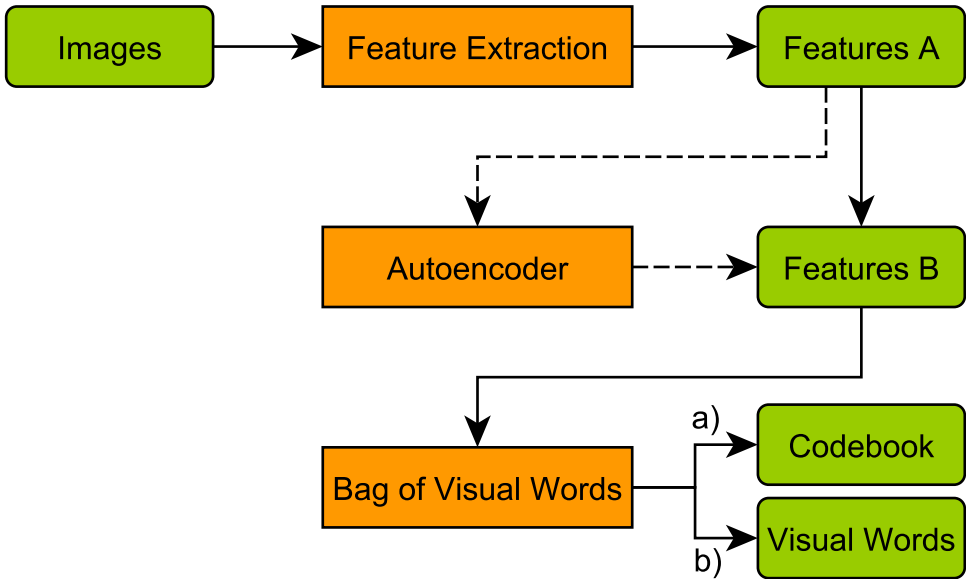 Images
Feature Extraction
Features A
Autoencoder
Features B
a)
Codebook
Bag of Visual Words
b)
Visual Words